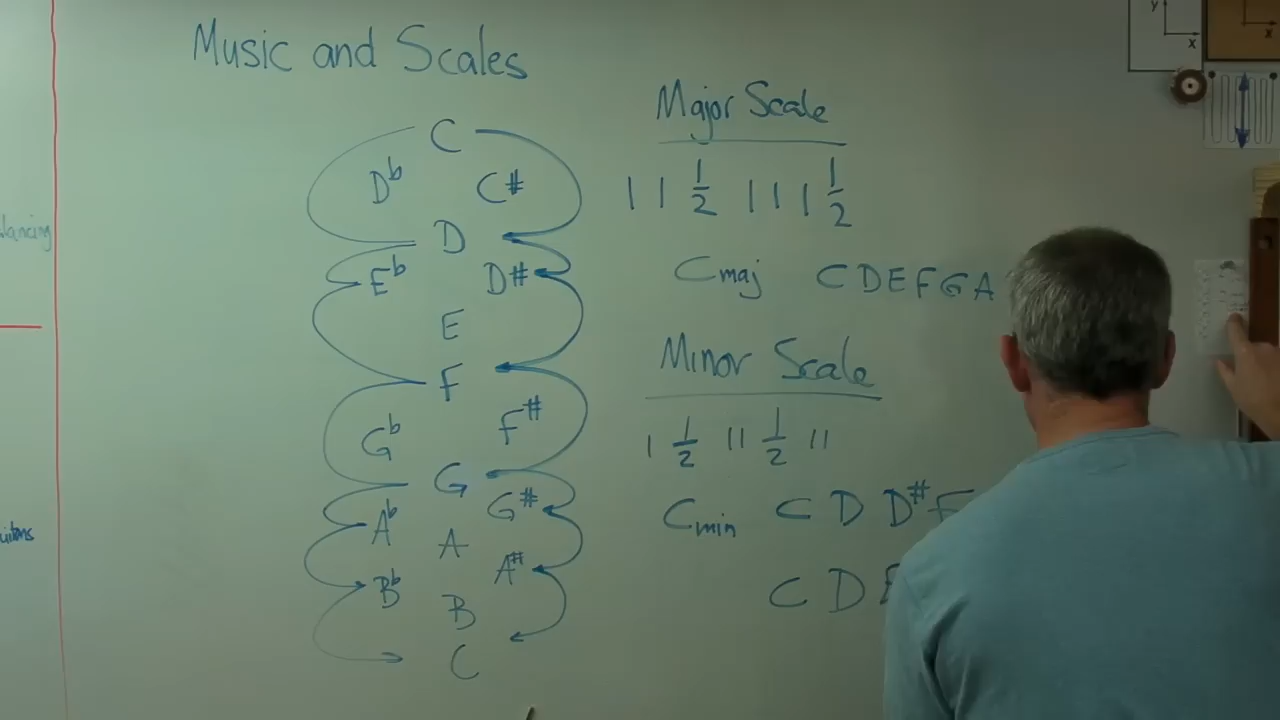 Music and Scales
C
D♭ C#
D
E♭ D#
E
F
G♭ F#
G
A♭ G#
A
B♭ A#
B
C
Major Scale
1 1 1/2 1 1 1 1/2
Cmaj C D E F G A
Minor Scale
1 1/2 1 1 1/2 1 1
Cmin C D D# F
C D
y
x
x